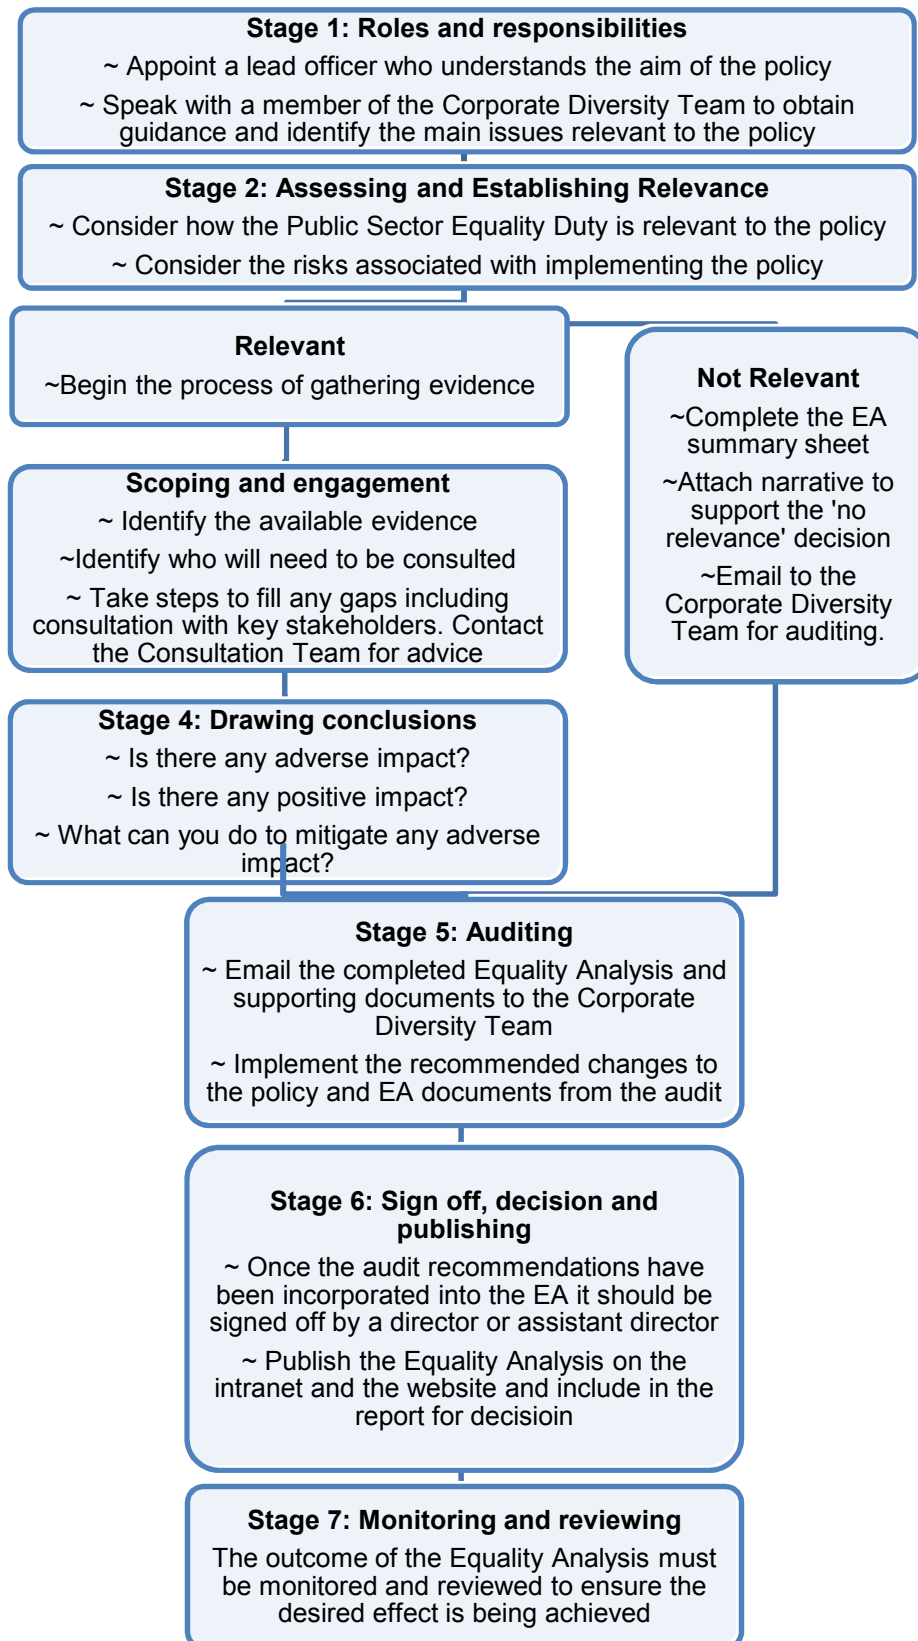 Stage 1: Roles and responsibilities
~ Appoint a lead officer who understands the aim of the policy
~ Speak with a member of the Corporate Diversity Team to obtain
guidance and identify the main issues relevant to the policy
Stage 2: Assessing and Establishing Relevance
~ Consider how the Public Sector Equality Duty is relevant to the policy
~ Consider the risks associated with implementing the policy
Relevant
~Begin the process of gathering evidence
Not Relevant
~Complete the EA
summary sheet
~Attach narrative to
support the 'no
relevance' decision
~Email to the
Corporate Diversity
Team for auditing.
Scoping and engagement
~ Identify the available evidence
~Identify who will need to be consulted
~ Take steps to fill any gaps including
consultation with key stakeholders. Contact
the Consultation Team for advice
Stage 4: Drawing conclusions
~ Is there any adverse impact?
~ Is there any positive impact?
~ What can you do to mitigate any adverse
impact?
Stage 5: Auditing
~ Email the completed Equality Analysis and
supporting documents to the Corporate
Diversity Team
~ Implement the recommended changes to
the policy and EA documents from the audit
Stage 6: Sign off, decision and
publishing
~ Once the audit recommendations have
been incorporated into the EA it should be
signed off by a director or assistant director
~ Publish the Equality Analysis on the
intranet and the website and include in the
report for decisioin
Stage 7: Monitoring and reviewing
The outcome of the Equality Analysis must
be monitored and reviewed to ensure the
desired effect is being achieved